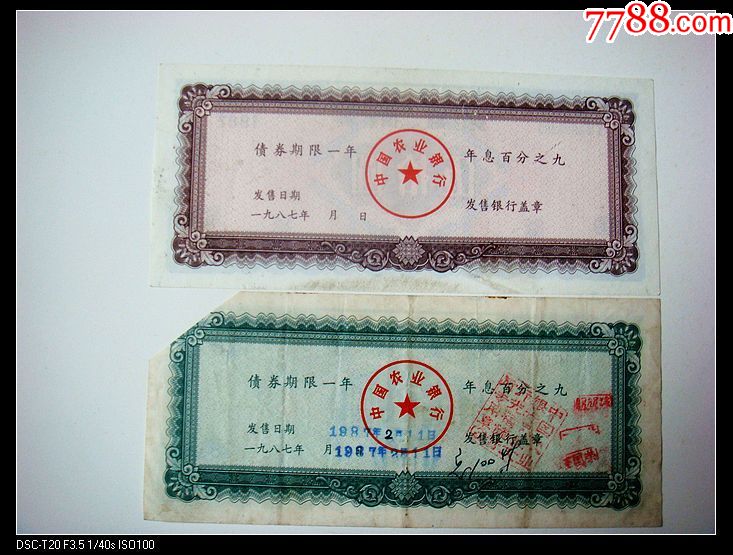 7788.com
债券期限一年
年息百分之九
中国农业银行
发售日期
一九八七年 月 日
发售银行盖章
债券期限一年
年息百分之九
中国农业银行
发售日期
1987年2月11日
一九八七年 月
1987年2月11日
发售银行盖章
DSC-T20 F3.5 1/40s ISO100